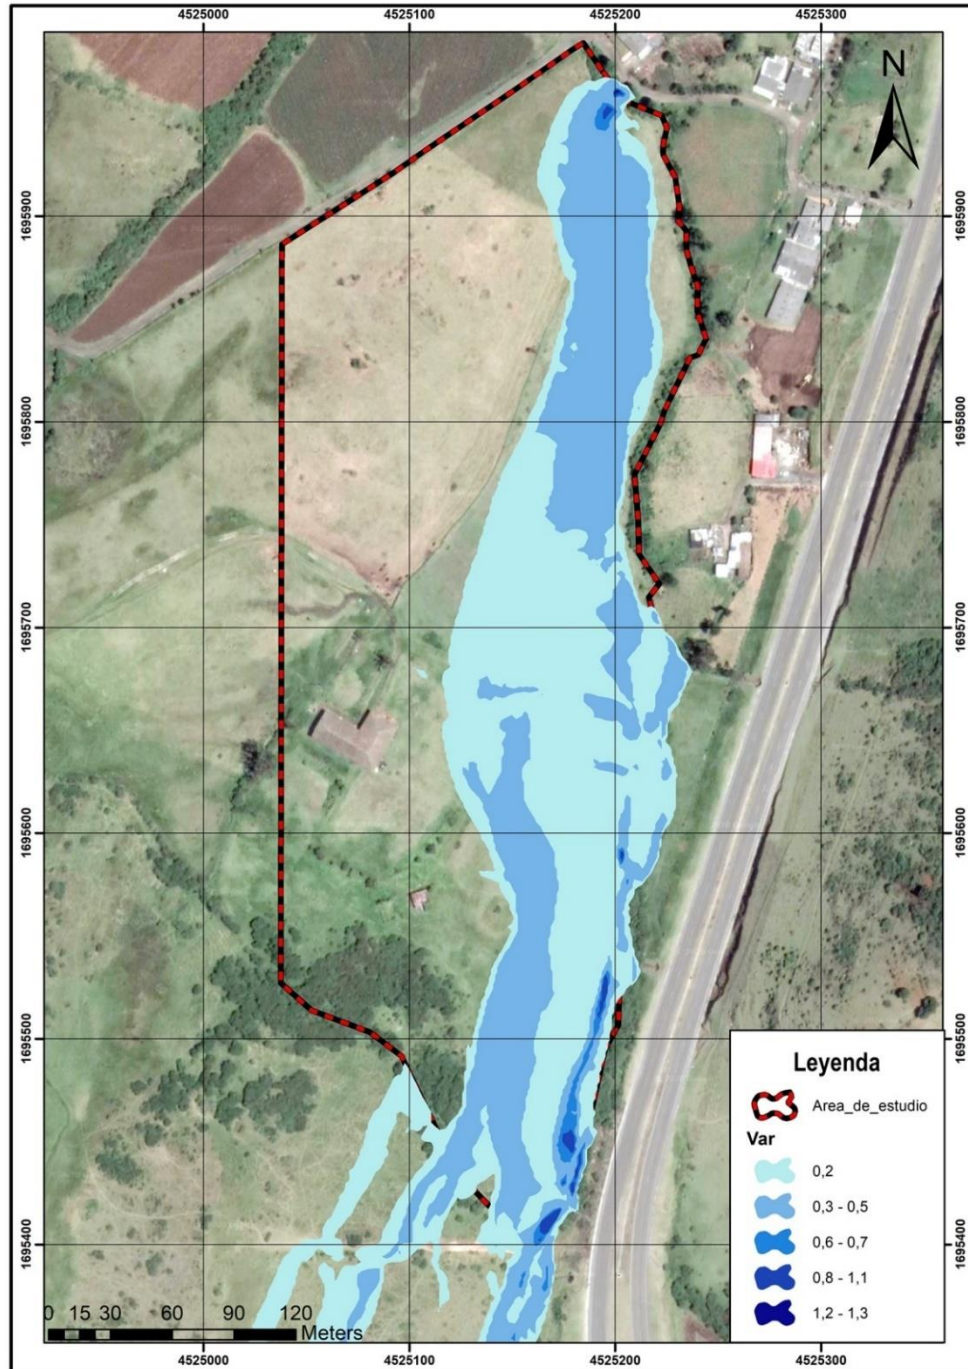 4525000 4525100 4525200 4525300
N
1695900 1695900
1695800 1695800
1695700 1695700
1695600 1695600
1695500 1695500
1695400 1695400
Leyenda
Area_de_estudio
Var
0,2
0,3 - 0,5
0,6 - 0,7
0,8 - 1,1
1,2 - 1,3
0 15 30 60 90 120
Meters
4525000 4525100 4525200 4525300